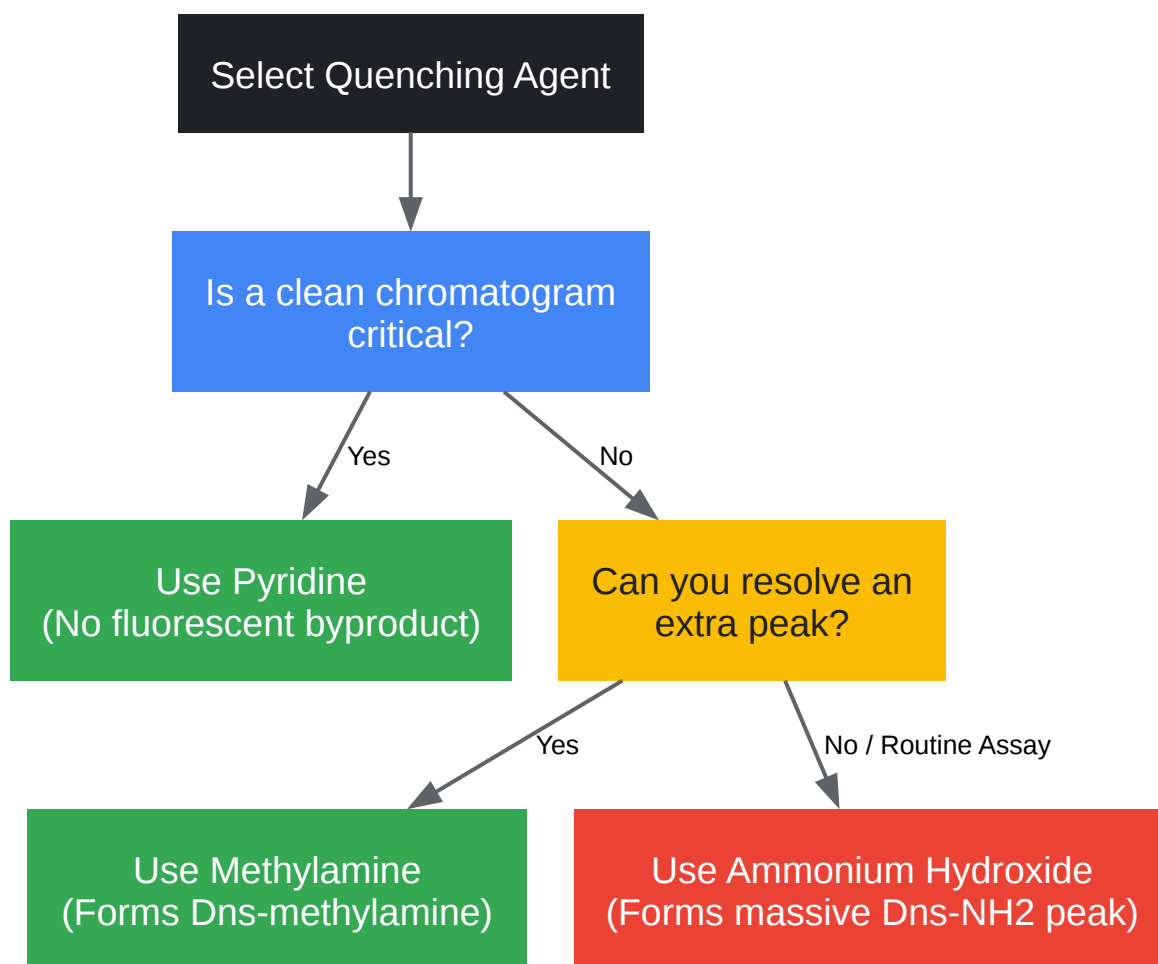 Select Quenching Agent
Is a clean chromatogram
critical?
Yes
No
Use Pyridine
(No fluorescent byproduct)
Can you resolve an
extra peak?
Yes
No / Routine Assay
Use Methylamine
(Forms Dns-methylamine)
Use Ammonium Hydroxide
(Forms massive Dns-NH2 peak)